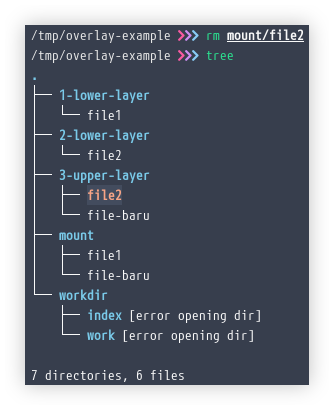 /tmp/overlay-example ❯❯❯ rm mount/file2
/tmp/overlay-example ❯❯❯ tree
.
├── 1-lower-layer
│   └── file1
├── 2-lower-layer
│   └── file2
├── 3-upper-layer
│   ├── file2
│   └── file-baru
├── mount
│   ├── file1
│   └── file-baru
└── workdir
    ├── index [error opening dir]
    └── work [error opening dir]

7 directories, 6 files